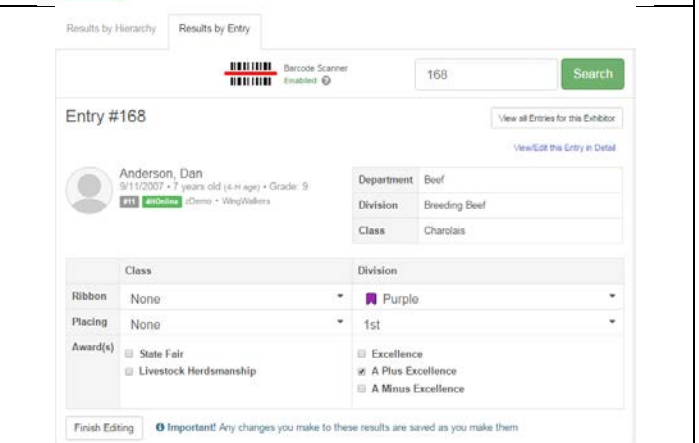 Results by Hierarchy Results by Entry
Barcode Scanner
Enabled
168 Search
Entry #168 View all Entries for this Exhibitor
View/Edit this Entry in Detail
Anderson, Dan
9/11/2007 • 7 years old (4-H age) • Grade: 9
#11 4HOnline zDemo • WingWalkers
Department Beef
Division Breeding Beef
Class Charolais
Class Division
Ribbon None Purple
Placing None 1st
Award(s) State Fair Excellence
Livestock Herdsmanship A Plus Excellence
A Minus Excellence
Finish Editing Important! Any changes you make to these results are saved as you make them